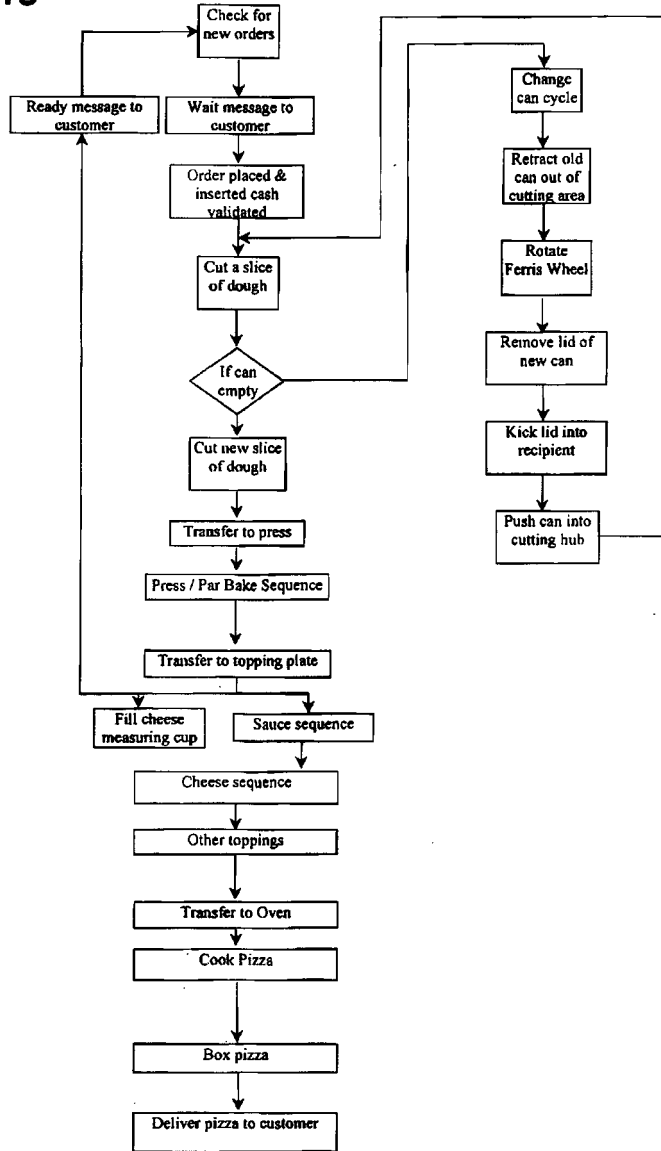 Check for
new orders
Ready message to
customer
Wait message to
customer
Order placed &
inserted cash
validated
Cut a slice
of dough
If can
empty
Cut new slice
of dough
Transfer to press
Press / Par Bake Sequence
Transfer to topping plate
Fill cheese
measuring cup
Sauce sequence
Cheese sequence
Other toppings
Transfer to Oven
Cook Pizza
Box pizza
Deliver pizza to customer
Change
can cycle
Retract old
can out of
cutting area
Rotate
Ferris Wheel
Remove lid of
new can
Kick lid into
recipient
Push can into
cutting hub